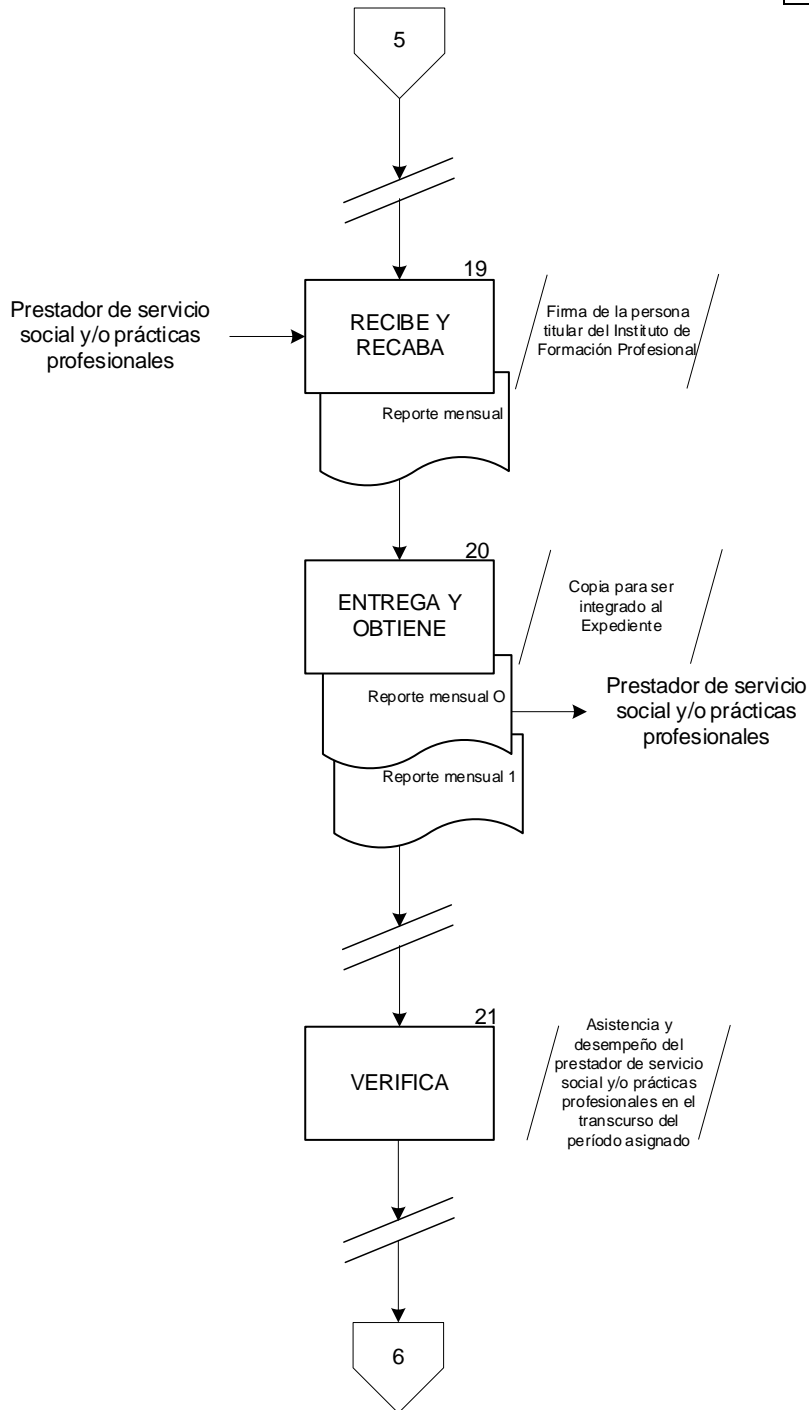 5
19
Prestador de servicio
social y/o prácticas
profesionales
RECIBE Y
RECABA
Firma de la persona
titular del Instituto de
Formación Profesional
Reporte mensual
20
ENTREGA Y
OBTIENE
Copia para ser
integrado al
Expediente
Reporte mensual O
Prestador de servicio
social y/o prácticas
profesionales
Reporte mensual 1
21
VERIFICA
Asistencia y
desempeño del
prestador de servicio
social y/o prácticas
profesionales en el
transcurso del
período asignado
6